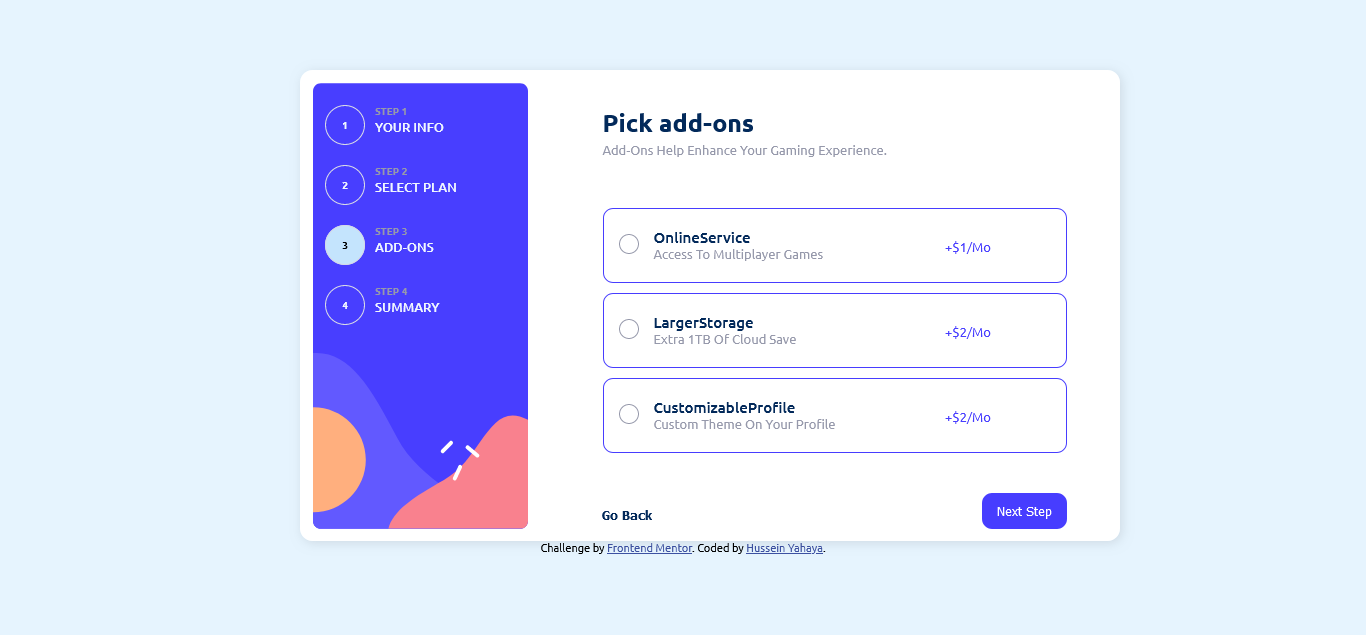 1
STEP 1
YOUR INFO
2
STEP 2
SELECT PLAN
3
STEP 3
ADD-ONS
4
STEP 4
SUMMARY
Pick add-ons
Add-Ons Help Enhance Your Gaming Experience.
OnlineService
Access To Multiplayer Games
+$1/Mo
LargerStorage
Extra 1TB Of Cloud Save
+$2/Mo
CustomizableProfile
Custom Theme On Your Profile
+$2/Mo
Go Back
Next Step
Challenge by Frontend Mentor. Coded by Hussein Yahaya.